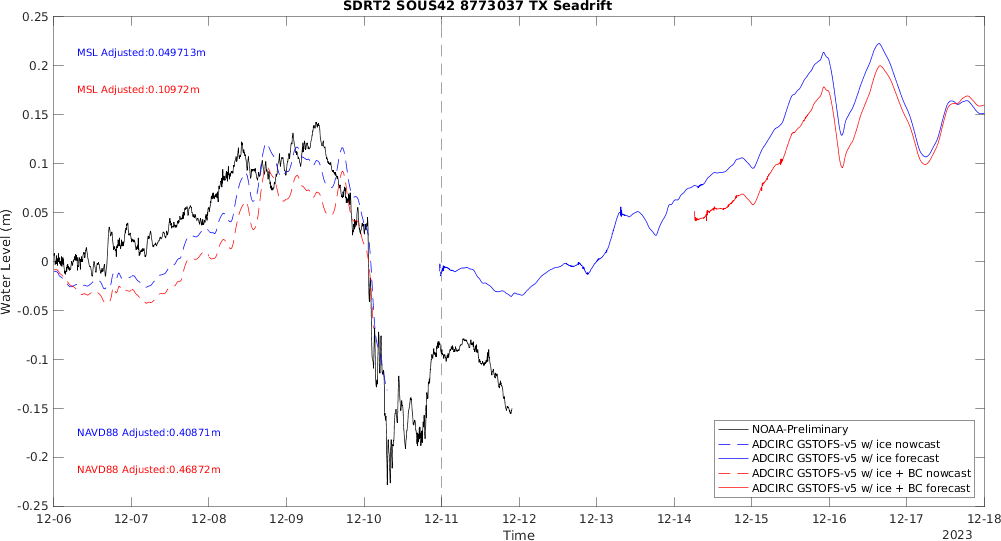 SDRT2 SOUS42 8773037 TX Seadrift
Water Level (m)
0.25
0.2
0.15
0.1
0.05
0
-0.05
-0.1
-0.15
-0.2
-0.25
MSL Adjusted:0.049713m
MSL Adjusted:0.10972m
NAVD88 Adjusted:0.40871m
NAVD88 Adjusted:0.46872m
NOAA-Preliminary
ADCIRC GSTOFS-v5 w/ ice nowcast
ADCIRC GSTOFS-v5 w/ ice forecast
ADCIRC GSTOFS-v5 w/ ice + BC nowcast
ADCIRC GSTOFS-v5 w/ ice + BC forecast
12-06 12-07 12-08 12-09 12-10 12-11 12-12 12-13 12-14 12-15 12-16 12-17 12-18
Time
2023